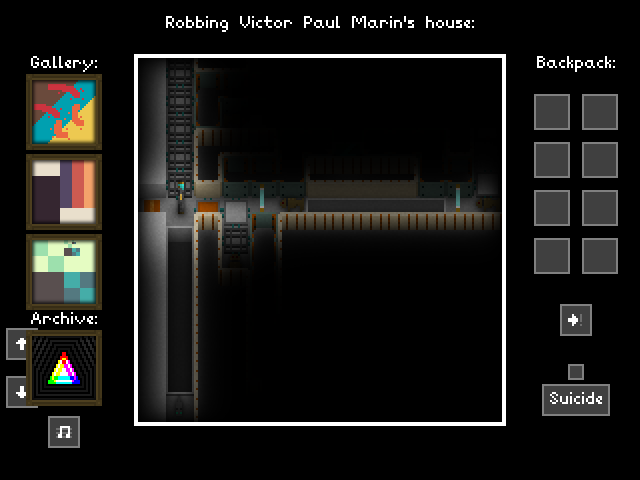 Robbing Victor Paul Marin's house:
Gallery:
Backpack:
Archive:
Suicide